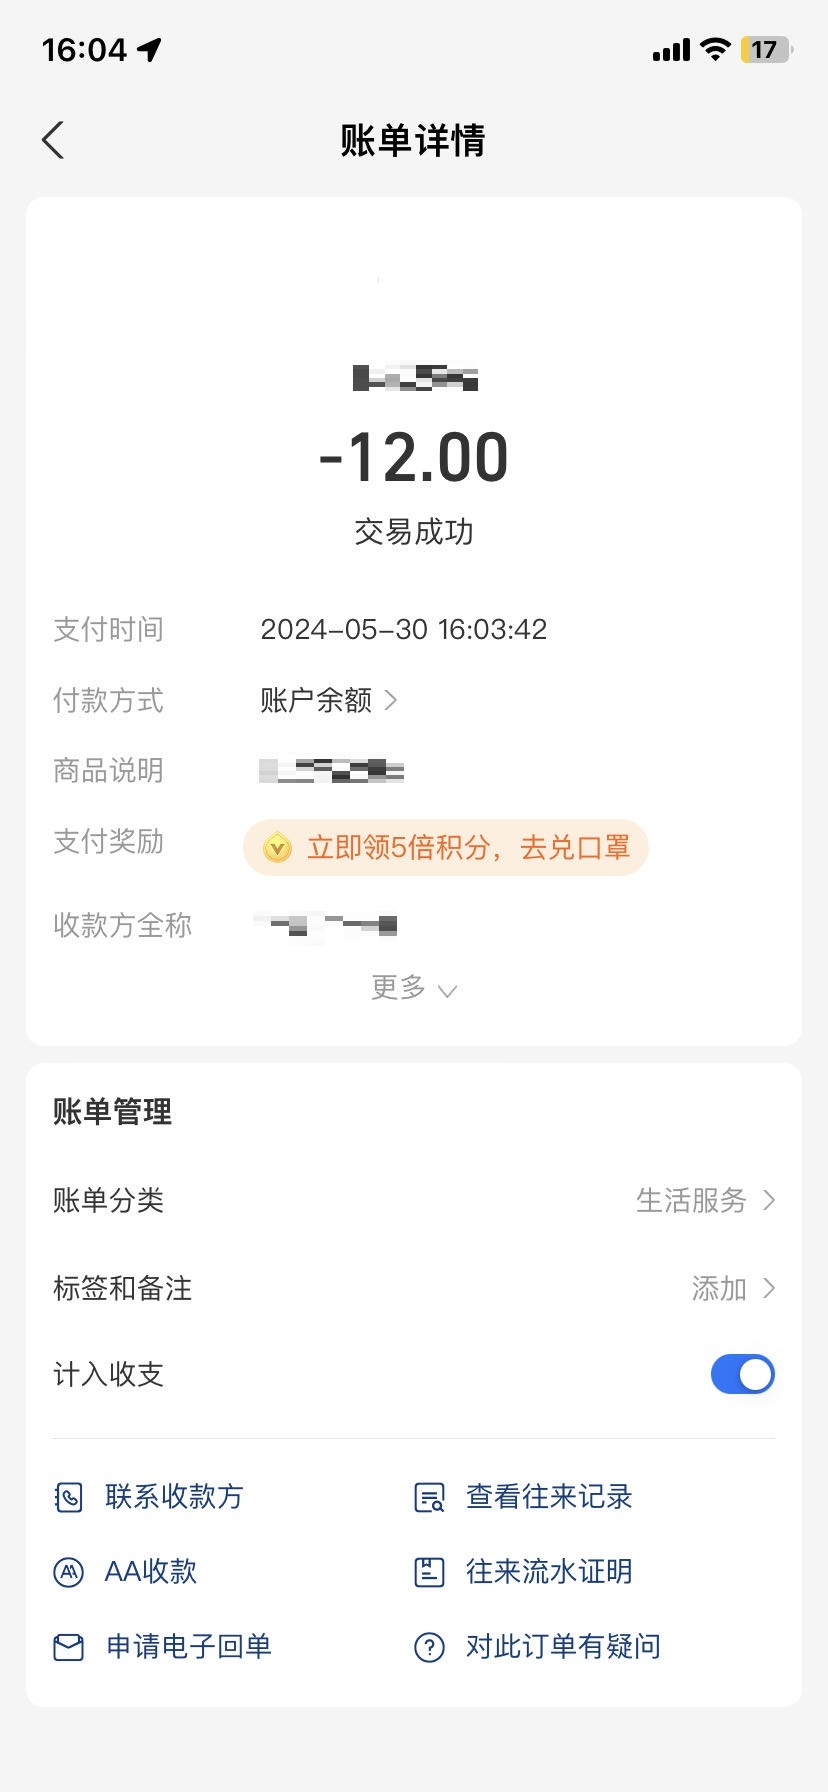 16:04
17
账单详情
-12.00
交易成功
支付时间 2024-05-30 16:03:42
付款方式 账户余额
商品说明
支付奖励 立即领5倍积分，去兑口罩
收款方全称
更多
账单管理
账单分类 生活服务
标签和备注 添加
计入收支
联系收款方 查看往来记录
AA收款 往来流水证明
申请电子回单 对此订单有疑问